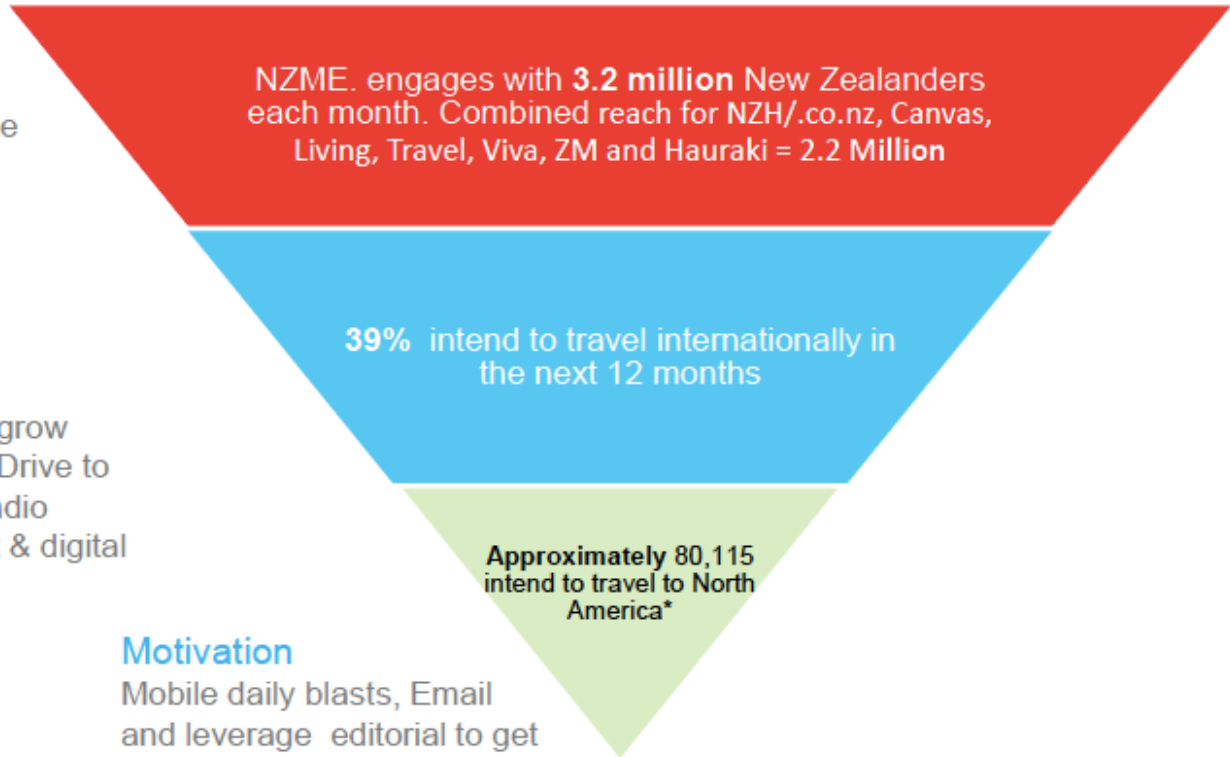 NZME. engages with 3.2 million New Zealanders
each month. Combined reach for NZH/.co.nz, Canvas,
Living, Travel, Viva, ZM and Hauraki = 2.2 Million
39% intend to travel internationally in
the next 12 months
grow
Drive to
& digital
Approximately 80,115
intend to travel to North
America*
Motivation
Mobile daily blasts, Email
and leverage editorial to get